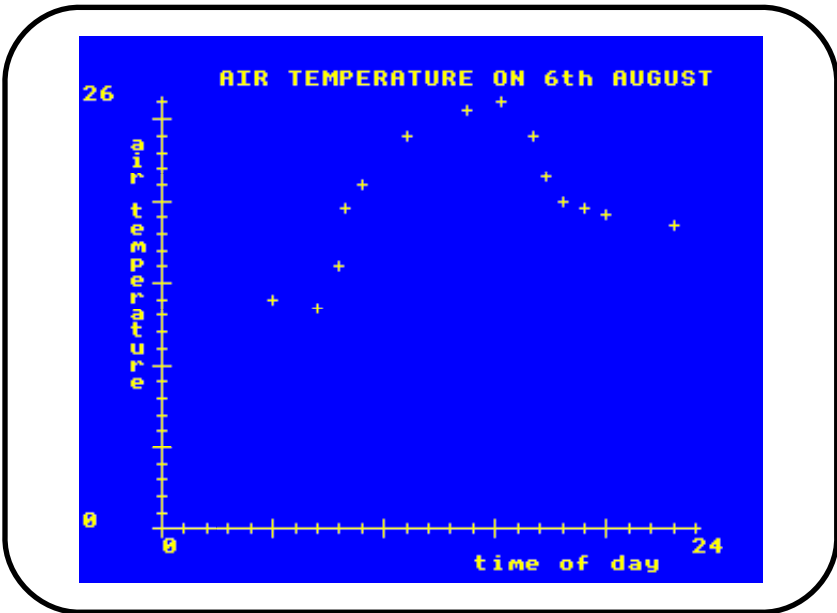 AIR TEMPERATURE ON 6th AUGUST
26
air temperature
0
0
24
time of day